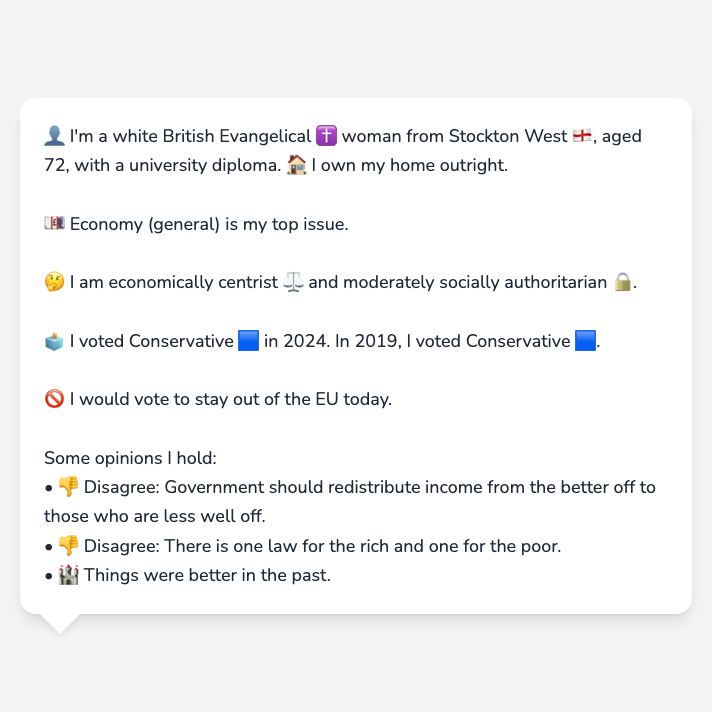 👤 I'm a white British Evangelical ✝️ woman from Stockton West 🏴󠁧󠁢󠁥󠁮󠁧󠁿, aged
72, with a university diploma. 🏠 I own my home outright.
💷 Economy (general) is my top issue.
🤔 I am economically centrist ⚖️ and moderately socially authoritarian 🔒.
🗳️ I voted Conservative 🟦 in 2024. In 2019, I voted Conservative 🟦.
🚫 I would vote to stay out of the EU today.
Some opinions I hold:
• 👎 Disagree: Government should redistribute income from the better off to
those who are less well off.
• 👎 Disagree: There is one law for the rich and one for the poor.
• 🏰 Things were better in the past.